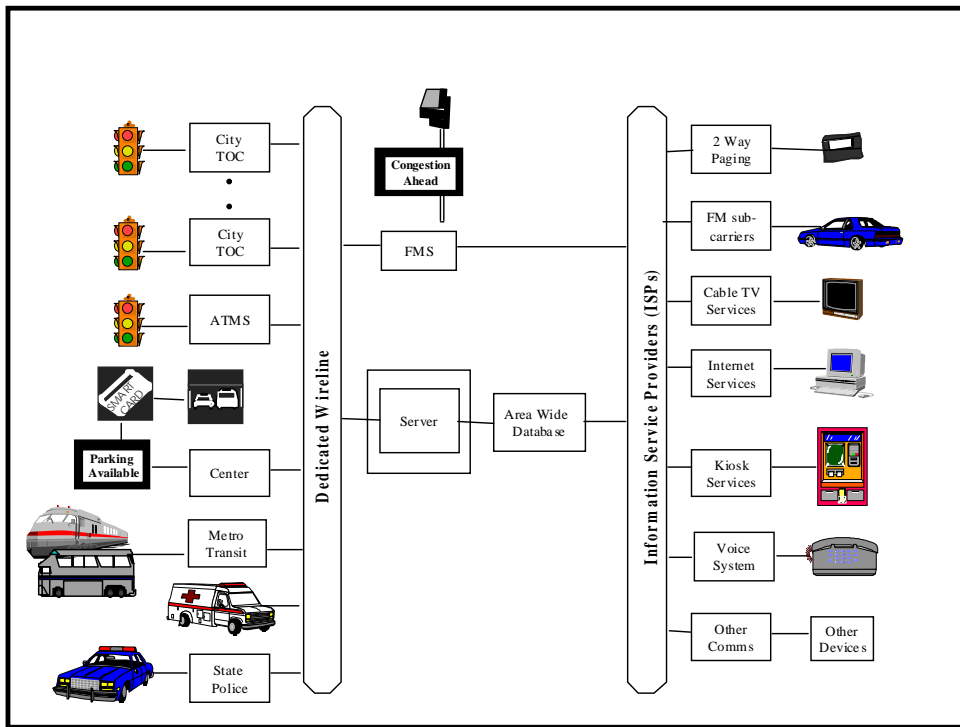 City
TOC
City
TOC
ATMS
SMART
CARD
Parking
Available
Center
Metro
Transit
State
Police
Dedicated Wireline
Congestion
Ahead
FMS
Server
Area Wide
Database
Information Service Providers (ISPs)
2 Way
Paging
FM sub-
carriers
Cable TV
Services
Internet
Services
Kiosk
Services
Voice
System
Other
Comms
Other
Devices